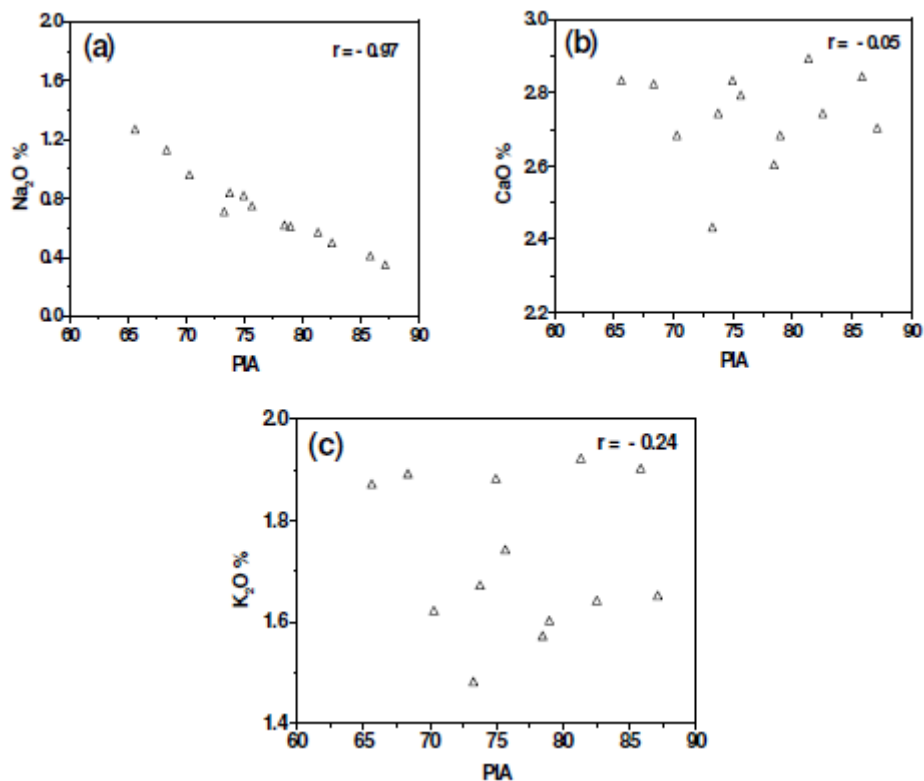 (a)
r = - 0.97
2.0
1.6
1.2
0.8
0.4
0.0
Na₂O %
60 65 70 75 80 85 90
PIA
(b)
r = - 0.05
3.0
2.8
2.6
2.4
2.2
CaO %
60 65 70 75 80 85 90
PIA
(c)
r = - 0.24
2.0
1.8
1.6
1.4
K₂O %
60 65 70 75 80 85 90
PIA